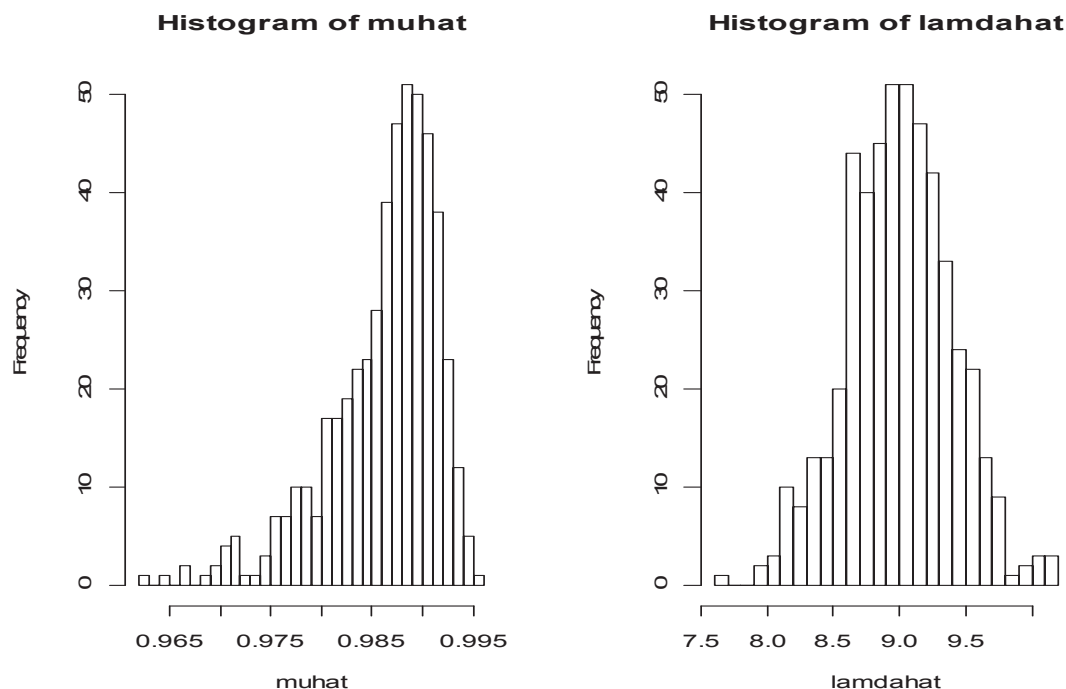 Histogram of muhat
Frequency
50
40
30
20
10
0
0.965 0.975 0.985 0.995
muhat
Histogram of lamdahat
Frequency
50
40
30
20
10
0
7.5 8.0 8.5 9.0 9.5
lamdahat